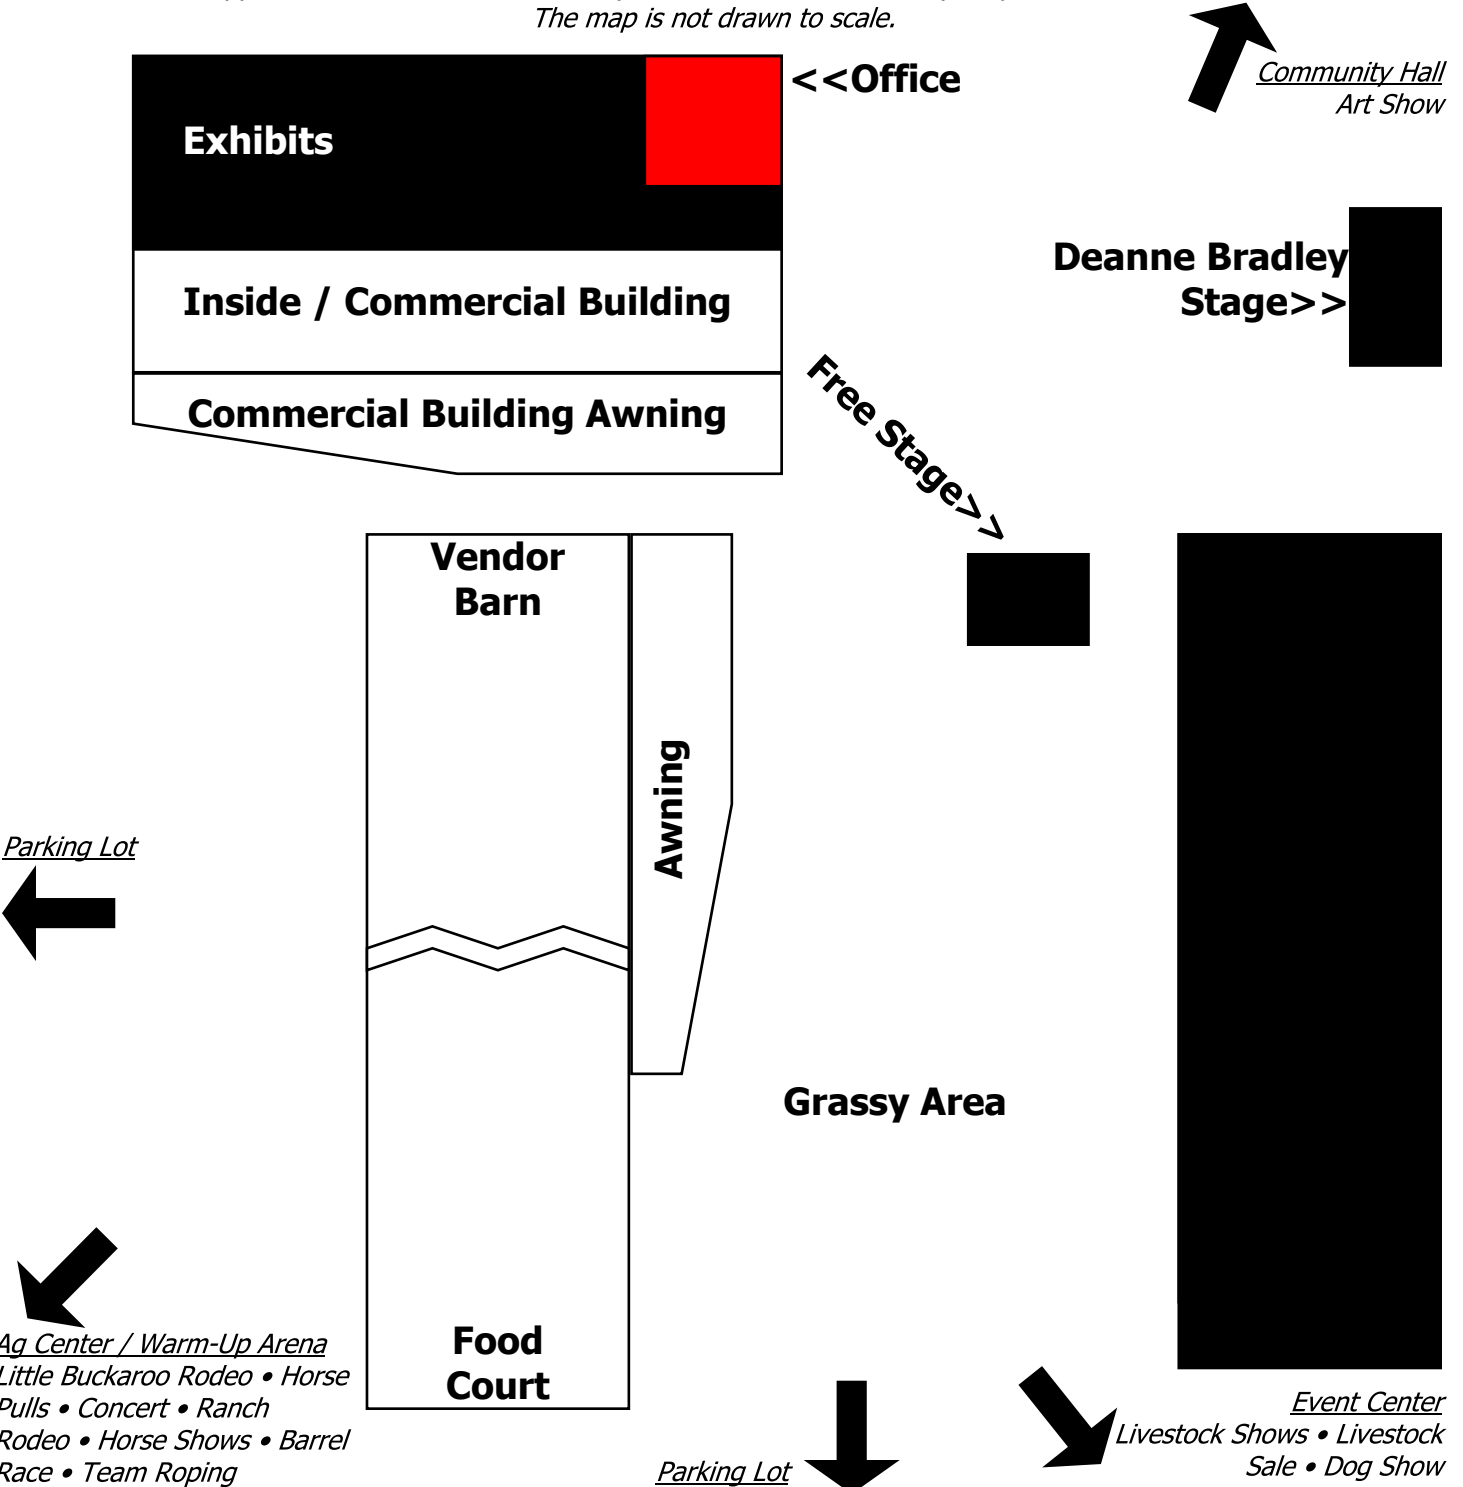 The map is not drawn to scale.
<<Office
Community Hall
Art Show
Exhibits
Deanne Bradley
Stage>>
Inside / Commercial Building
Free Stage>>
Commercial Building Awning
Vendor
Barn
Awning
Parking Lot
Grassy Area
Food
Court
Ag Center / Warm-Up Arena
Little Buckaroo Rodeo • Horse
Pulls • Concert • Ranch
Rodeo • Horse Shows • Barrel
Race • Team Roping
Parking Lot
Event Center
Livestock Shows • Livestock
Sale • Dog Show